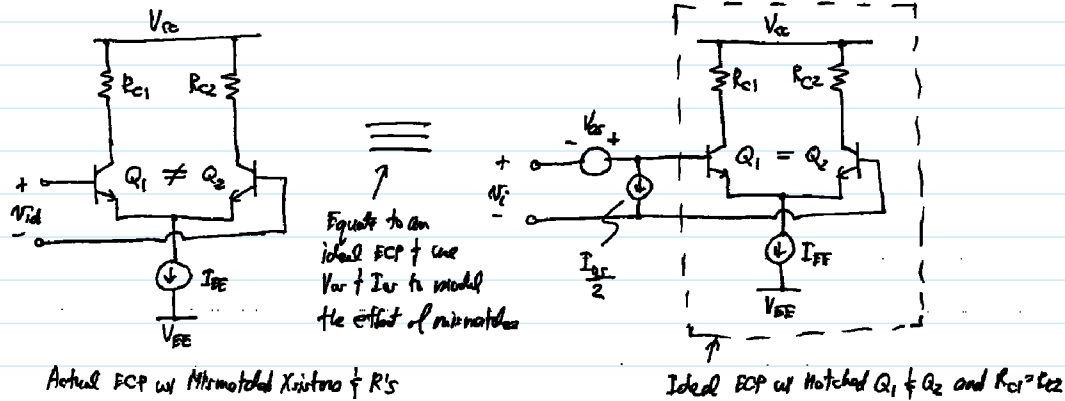 VCC
RC1
RC2
Q1 ≠ Q2
+
vid
-
IEE
VEE
Equate to an
ideal ECP & use
Vos & Ios to model
the effect of mismatches
VCC
RC1
RC2
- Vos +
Q1 = Q2
+
vi
-
Ios
2
IEE
VEE
Actual ECP w/ Mismatched Xsistors & R's
Ideal ECP w/ Matched Q1 & Q2 and RC1=RC2